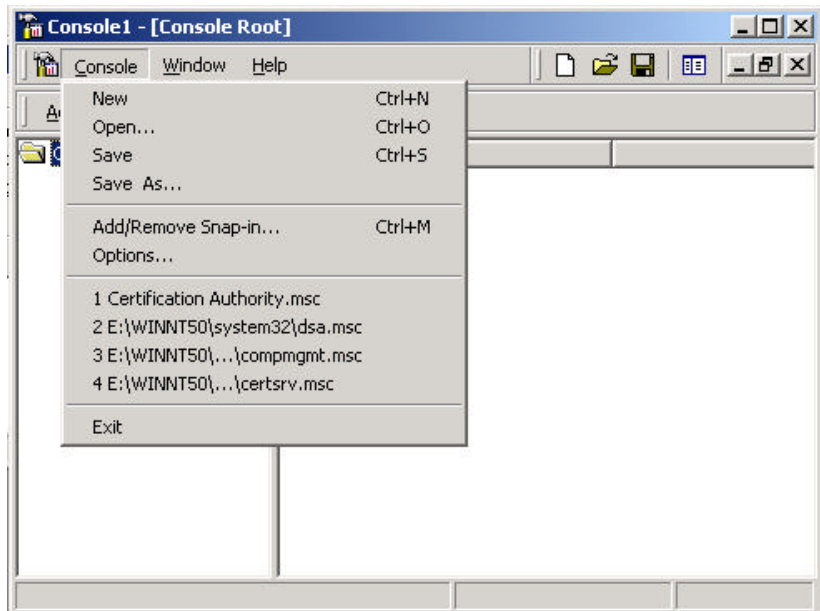 Console1 - [Console Root]
Console Window Help
New Ctrl+N
Open... Ctrl+O
Save Ctrl+S
Save As...
Add/Remove Snap-in... Ctrl+M
Options...
1 Certification Authority.msc
2 E:\WINNT50\system32\dsa.msc
3 E:\WINNT50\...\compmgmt.msc
4 E:\WINNT50\...\certsrv.msc
Exit